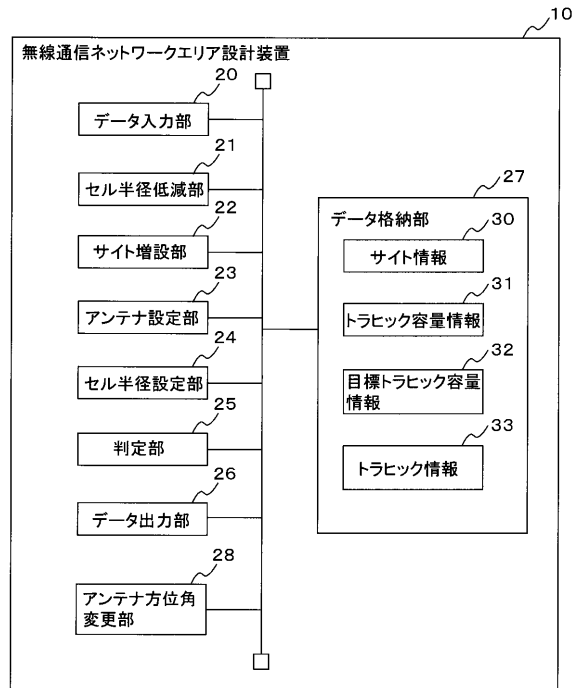 10
無線通信ネットワークエリア設計装置
20
データ入力部
21
セル半径低減部
22
サイト増設部
23
アンテナ設定部
24
セル半径設定部
25
判定部
26
データ出力部
28
アンテナ方位角
変更部
27
データ格納部
30
サイト情報
31
トラヒック容量情報
32
目標トラヒック容量
情報
33
トラヒック情報